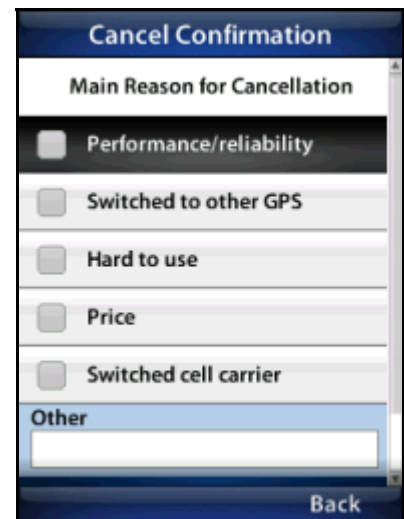 Cancel Confirmation
Main Reason for Cancellation
Performance/reliability
Switched to other GPS
Hard to use
Price
Switched cell carrier
Other
Back